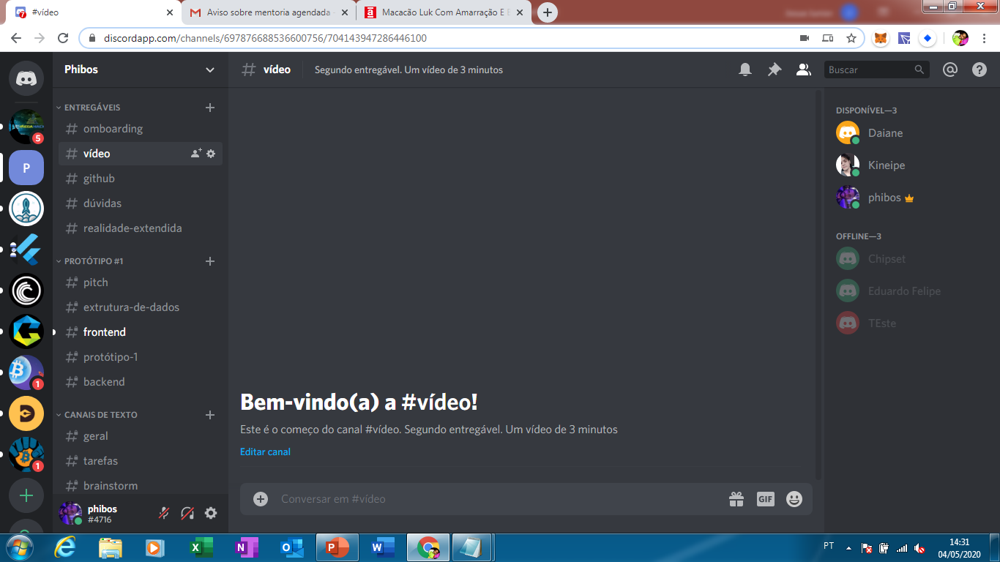 #vídeo
Aviso sobre mentoria agendada
Macacão Luk Com Amarração E E
discordapp.com/channels/697876688536600756/704143947286446100
Phibos
vídeo
Segundo entregável. Um vídeo de 3 minutos
Buscar
ENTREGÁVEIS
omboarding
vídeo
github
dúvidas
realidade-extendida
PROTÓTIPO #1
pitch
extrutura-de-dados
frontend
protótipo-1
backend
CANAIS DE TEXTO
geral
tarefas
brainstorm
phibos
#4716
5
P
1
1
Bem-vindo(a) a #vídeo!
Este é o começo do canal #vídeo. Segundo entregável. Um vídeo de 3 minutos
Editar canal
Conversar em #vídeo
GIF
DISPONÍVEL—3
Daiane
Kineipe
phibos
OFFLINE—3
Chipset
Eduardo Felipe
TEste
PT
14:31
04/05/2020